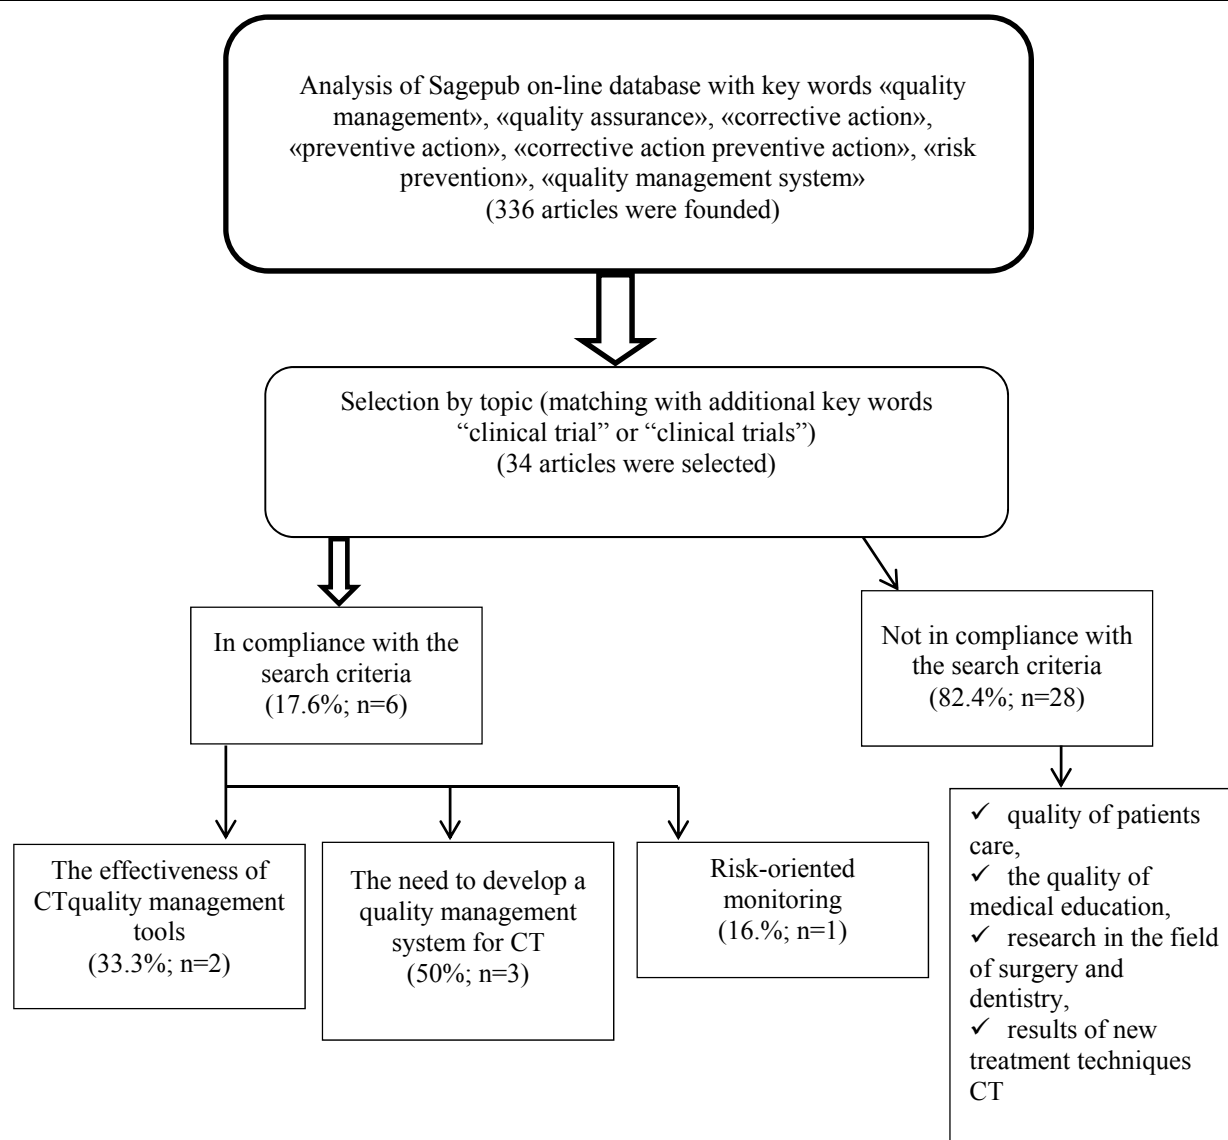 Analysis of Sagepub on-line database with key words «quality
management», «quality assurance», «corrective action»,
«preventive action», «corrective action preventive action», «risk
prevention», «quality management system»
(336 articles were founded)
Selection by topic (matching with additional key words
“clinical trial” or “clinical trials”)
(34 articles were selected)
In compliance with the
search criteria
(17.6%; n=6)
Not in compliance with
the search criteria
(82.4%; n=28)
The effectiveness of
CTquality management
tools
(33.3%; n=2)
The need to develop a
quality management
system for CT
(50%; n=3)
Risk-oriented
monitoring
(16.%; n=1)
✓ quality of patients
care,
✓ the quality of
medical education,
✓ research in the field
of surgery and
dentistry,
✓ results of new
treatment techniques
CT